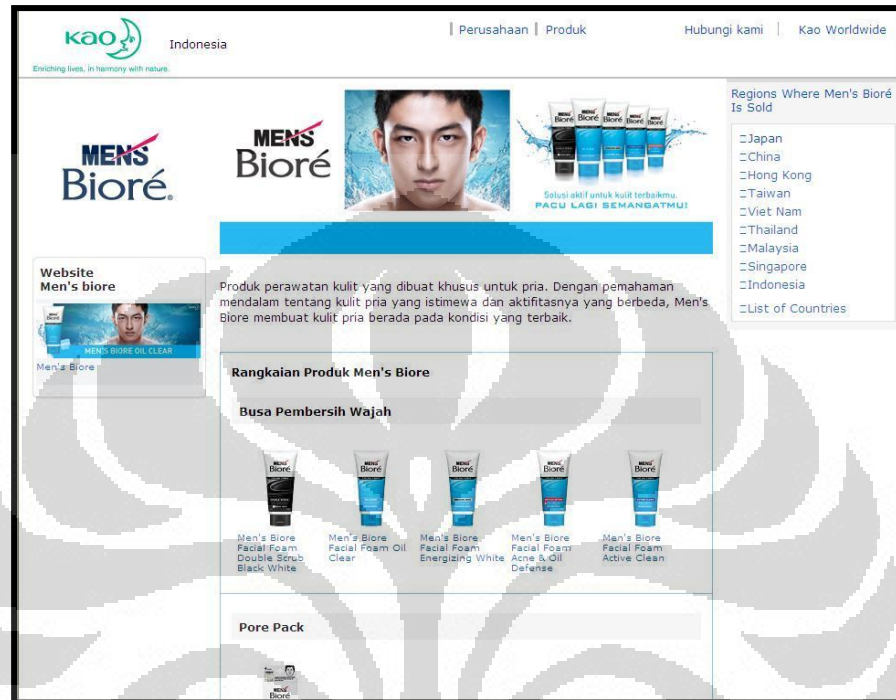 Kao
Indonesia
Enriching lives, in harmony with nature.
Perusahaan
Produk
Hubungi kami
Kao Worldwide
MENS
Bioré
MENS
Bioré
Solusi aktif untuk kulit terbaikmu.
PACU LAGI SEMANGATMU!
Regions Where Men's Bioré
Is Sold
Japan
China
Hong Kong
Taiwan
Viet Nam
Thailand
Malaysia
Singapore
Indonesia
List of Countries
Website
Men's biore
MEN'S BIORE OIL CLEAR
Men's Biore
Produk perawatan kulit yang dibuat khusus untuk pria. Dengan pemahaman
mendalam tentang kulit pria yang istimewa dan aktifitasnya yang berbeda, Men's
Biore membuat kulit pria berada pada kondisi yang terbaik.
Rangkaian Produk Men's Biore
Busa Pembersih Wajah
Men's Biore
Facial Foam
Double Scrub
Black White
Men's Biore
Facial Foam Oil
Clear
Men's Biore
Facial Foam
Energizing White
Men's Biore
Facial Foam
Acne & Oil
Defense
Men's Biore
Facial Foam
Active Clean
Pore Pack